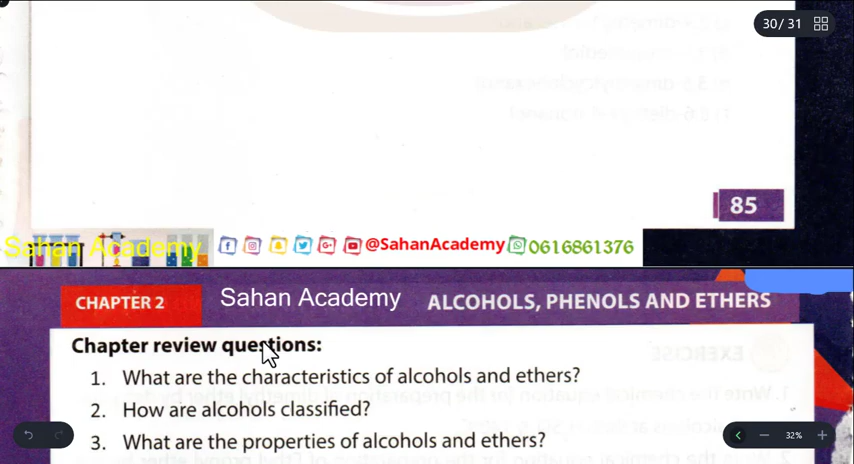 30/ 31
85
Sahan Academy
@SahanAcademy 0616861376
CHAPTER 2
Sahan Academy
ALCOHOLS, PHENOLS AND ETHERS
Chapter review questions:
1. What are the characteristics of alcohols and ethers?
2. How are alcohols classified?
3. What are the properties of alcohols and ethers?
32%